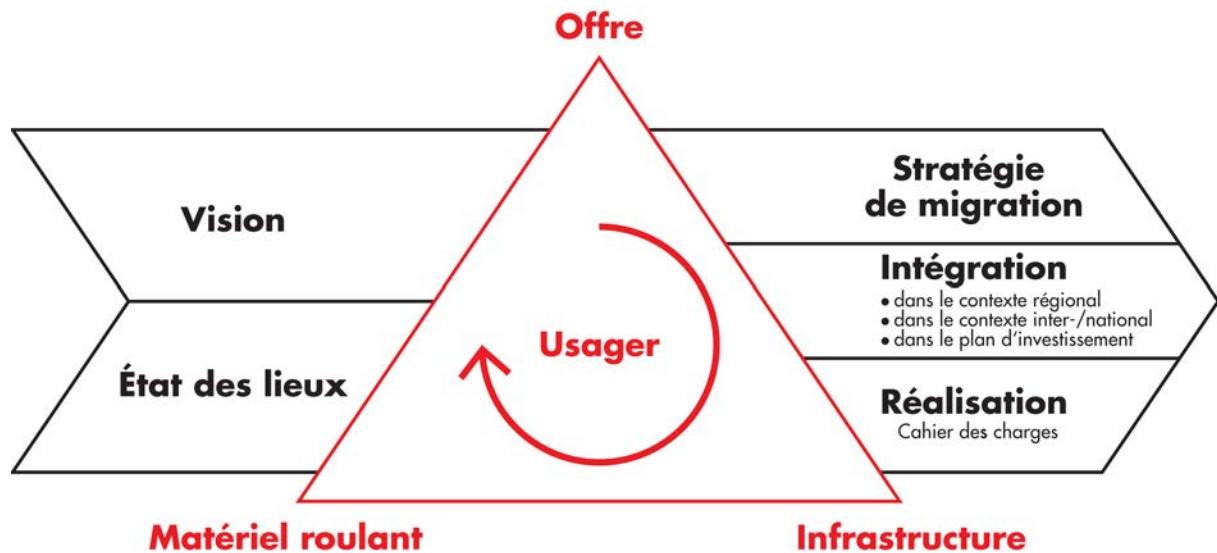 Offre
Vision
État des lieux
Usager
Stratégie
de migration
Intégration
• dans le contexte régional
• dans le contexte inter-/national
• dans le plan d'investissement
Réalisation
Cahier des charges
Matériel roulant
Infrastructure